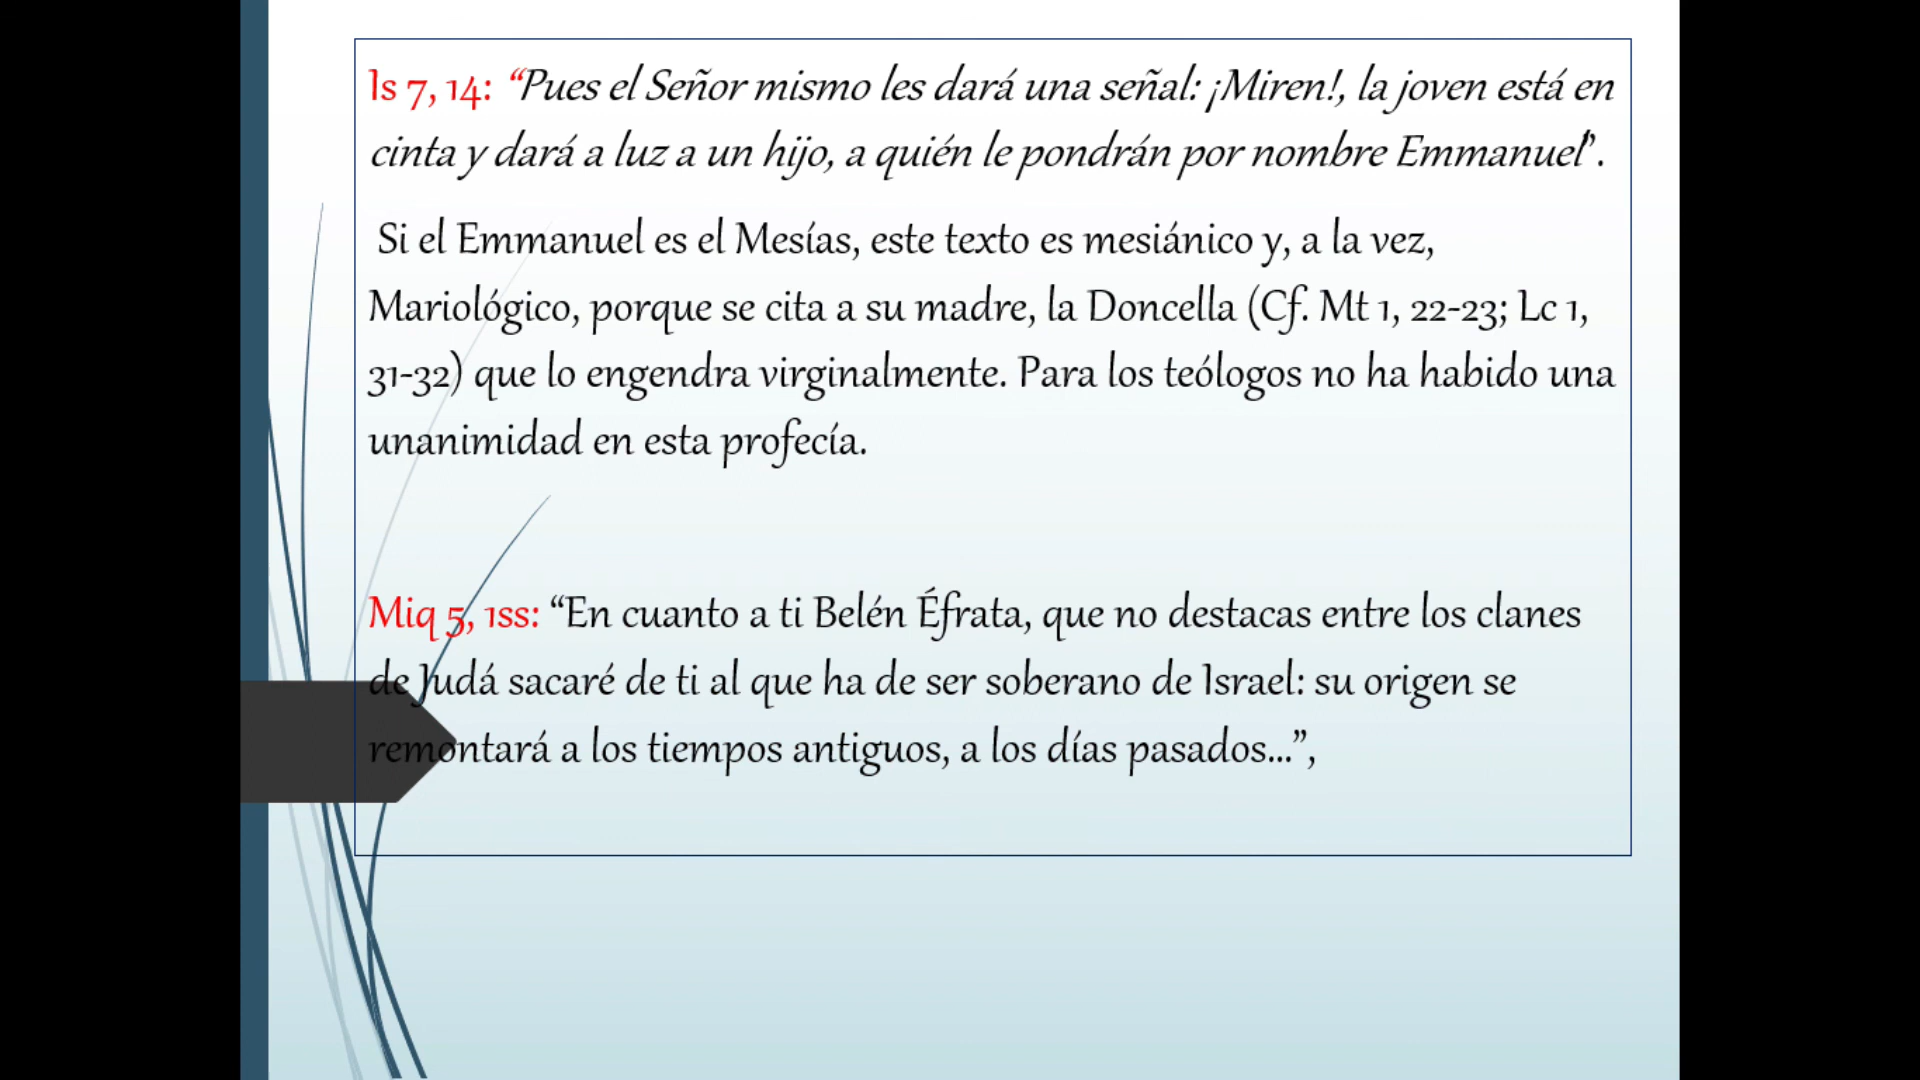 Is 7, 14: “Pues el Señor mismo les dará una señal: ¡Miren!, la joven está en
cinta y dará a luz a un hijo, a quién le pondrán por nombre Emmanuel”.
Si el Emmanuel es el Mesías, este texto es mesiánico y, a la vez,
Mariológico, porque se cita a su madre, la Doncella (Cf. Mt 1, 22-23; Lc 1,
31-32) que lo engendra virginalmente. Para los teólogos no ha habido una
unanimidad en esta profecía.
Miq 5, 1ss: “En cuanto a ti Belén Éfrata, que no destacas entre los clanes
de Judá sacaré de ti al que ha de ser soberano de Israel: su origen se
remontará a los tiempos antiguos, a los días pasados...”,